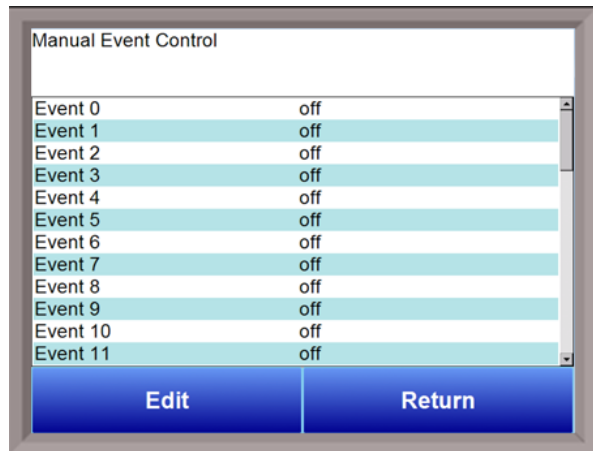 Manual Event Control
Event 0 off
Event 1 off
Event 2 off
Event 3 off
Event 4 off
Event 5 off
Event 6 off
Event 7 off
Event 8 off
Event 9 off
Event 10 off
Event 11 off
Edit Return